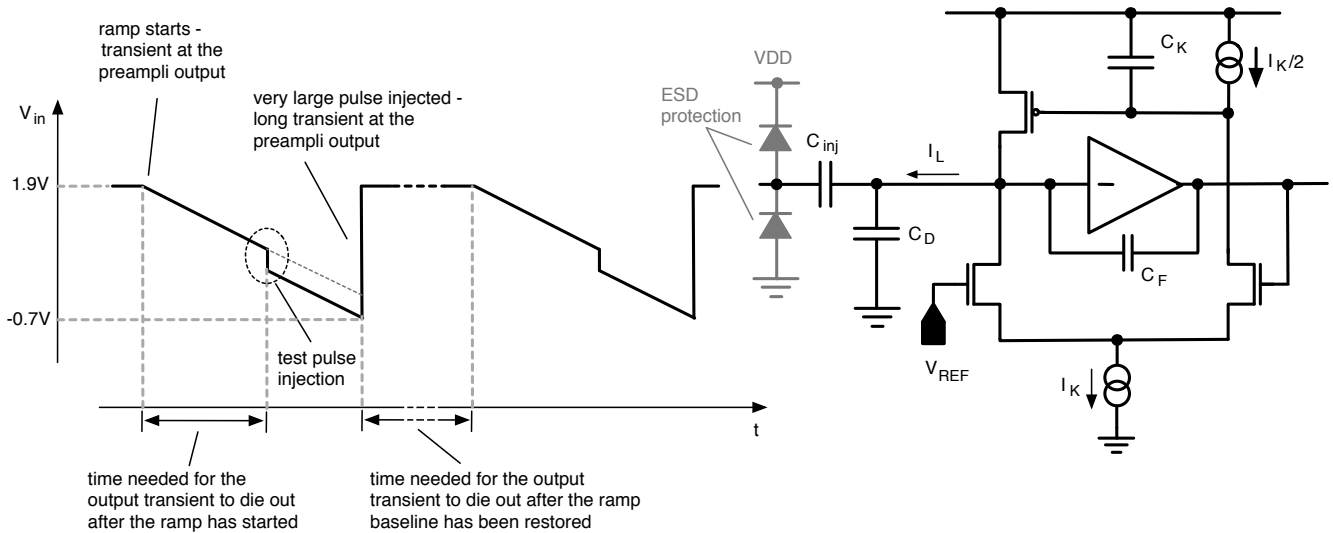 ramp starts -
transient at the
preampli output
very large pulse injected -
long transient at the
preampli output
V_in
1.9V
-0.7V
test pulse
injection
t
time needed for the
output transient to die out
after the ramp has started
time needed for the output
transient to die out after the ramp
baseline has been restored
VDD
ESD
protection
C_inj
I_L
C_D
C_K
I_K/2
C_F
V_REF
I_K